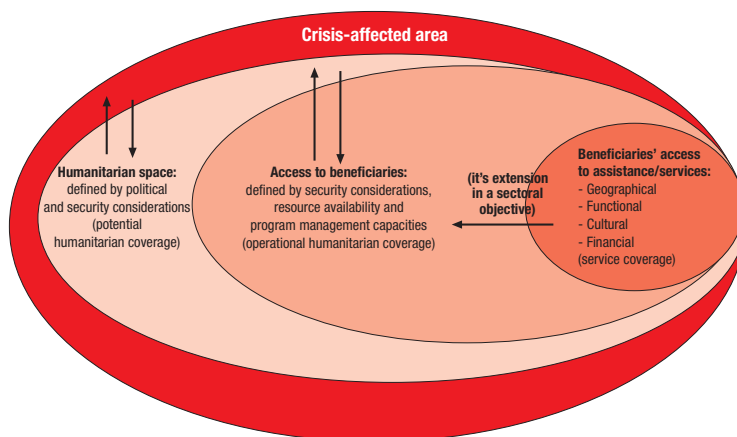 Crisis-affected area
Humanitarian space:
defined by political
and security considerations
(potential
humanitarian coverage)
Access to beneficiaries:
defined by security considerations,
resource availability and
program management capacities
(operational humanitarian coverage)
(it's extension
in a sectoral
objective)
Beneficiaries' access
to assistance/services:
- Geographical
- Functional
- Cultural
- Financial
(service coverage)